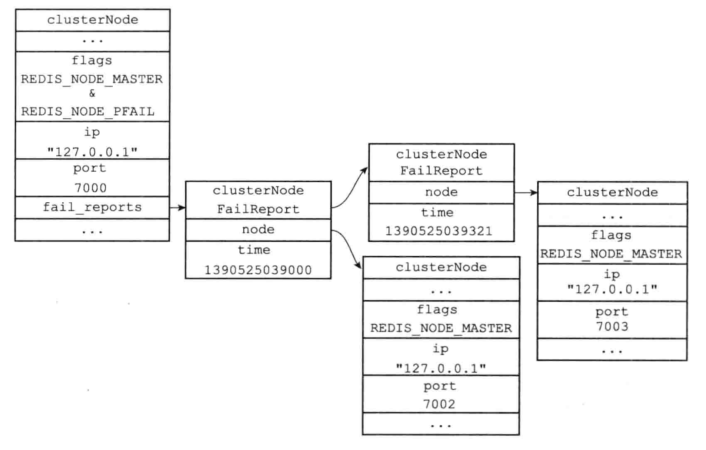 clusterNode
...
flags
REDIS_NODE_MASTER
&
REDIS_NODE_PFAIL
ip
"127.0.0.1"
port
7000
fail_reports
...
clusterNode
FailReport
node
time
1390525039000
clusterNode
FailReport
node
time
1390525039321
clusterNode
...
flags
REDIS_NODE_MASTER
ip
"127.0.0.1"
port
7002
...
clusterNode
...
flags
REDIS_NODE_MASTER
ip
"127.0.0.1"
port
7003
...